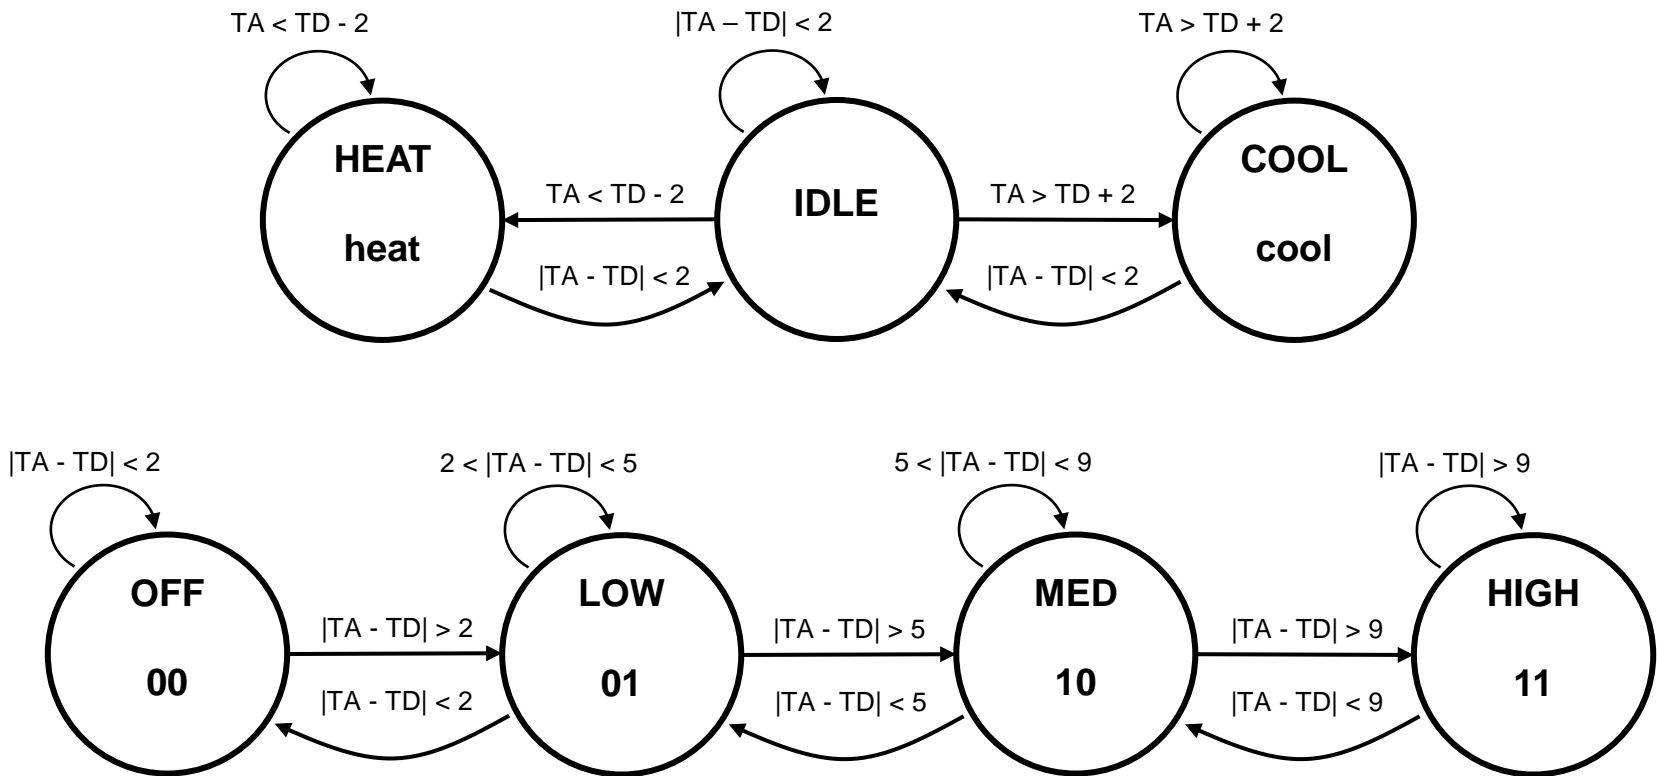 TA < TD - 2
|TA – TD| < 2
TA > TD + 2
HEAT
heat
TA < TD - 2
|TA - TD| < 2
IDLE
TA > TD + 2
|TA - TD| < 2
COOL
cool
|TA - TD| < 2
2 < |TA - TD| < 5
5 < |TA - TD| < 9
|TA - TD| > 9
OFF
00
|TA - TD| > 2
|TA - TD| < 2
LOW
01
|TA - TD| > 5
|TA - TD| < 5
MED
10
|TA - TD| > 9
|TA - TD| < 9
HIGH
11